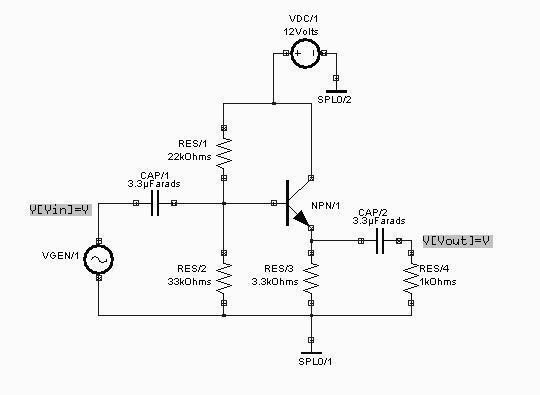 VDC/1
12Volts
+
SPL0/2
RES/1
22kOhms
CAP/1
3.3µFarads
NPN/1
V[Vin]=V
CAP/2
3.3µFarads
V[Vout]=V
VGEN/1
RES/2
33kOhms
RES/3
3.3kOhms
RES/4
1kOhms
SPL0/1